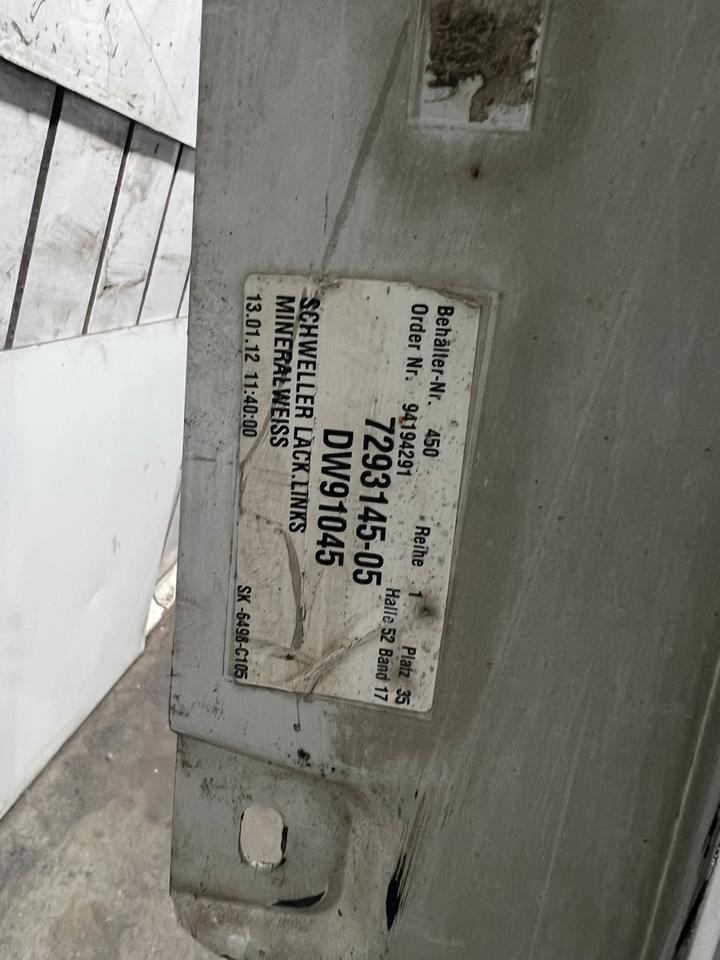 Behälter-Nr. 450 Reihe 1 Platz 35
Order Nr. 94194291 Halle 52 Band 17
7293145-05
DW91045
SCHWELLER LACK.LINKS
MINERALWEISS
13.01.12 11:40:00 SK -6498-C105